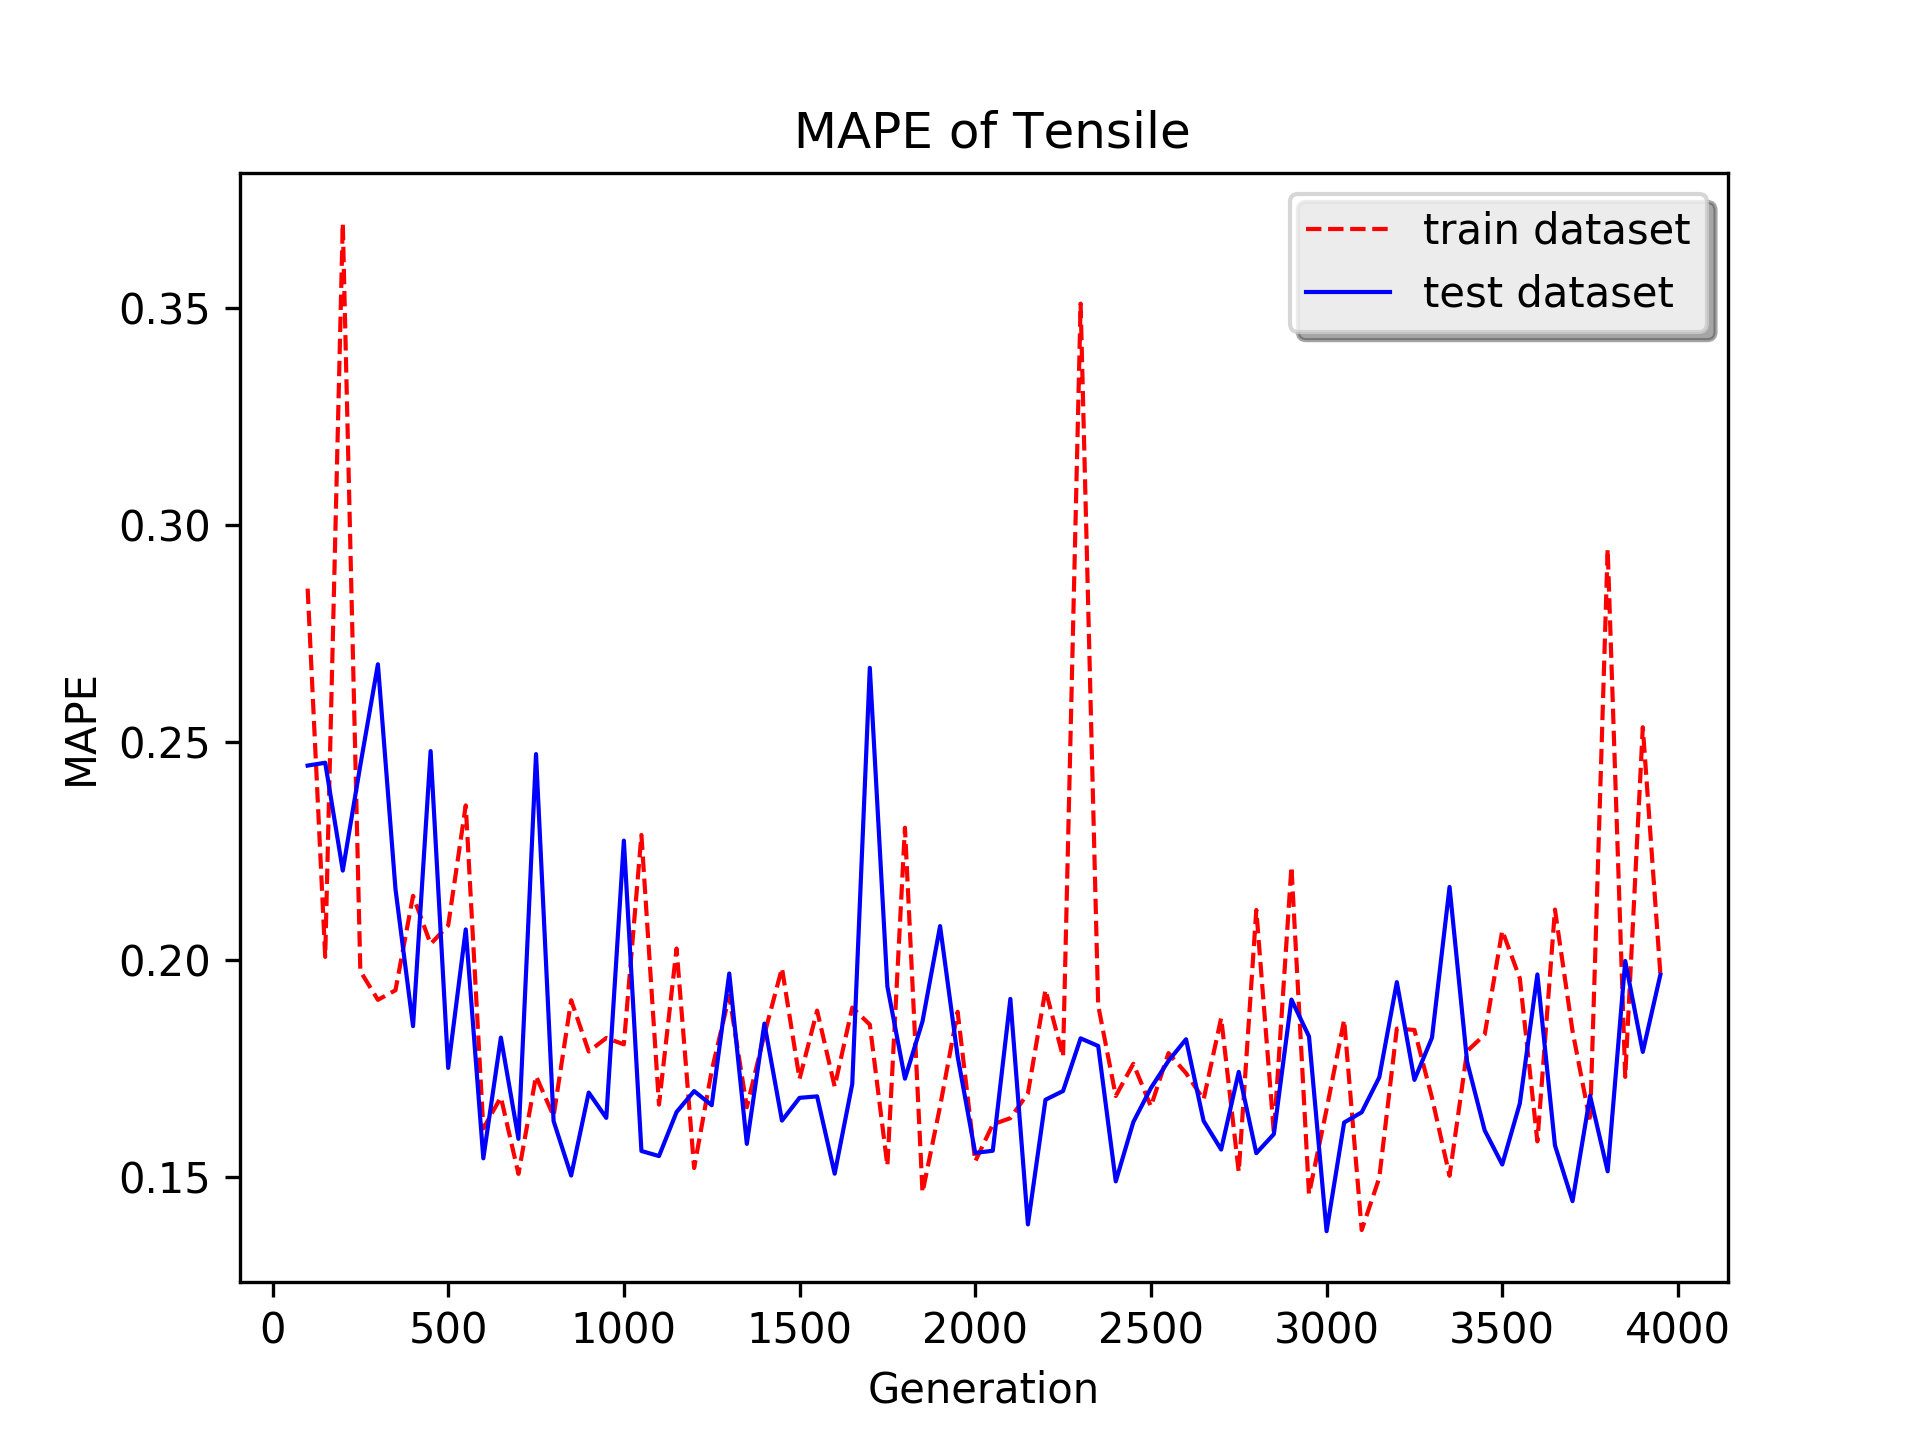 MAPE of Tensile
train dataset
test dataset
0.35
0.30
0.25
0.20
0.15
MAPE
0 500 1000 1500 2000 2500 3000 3500 4000
Generation